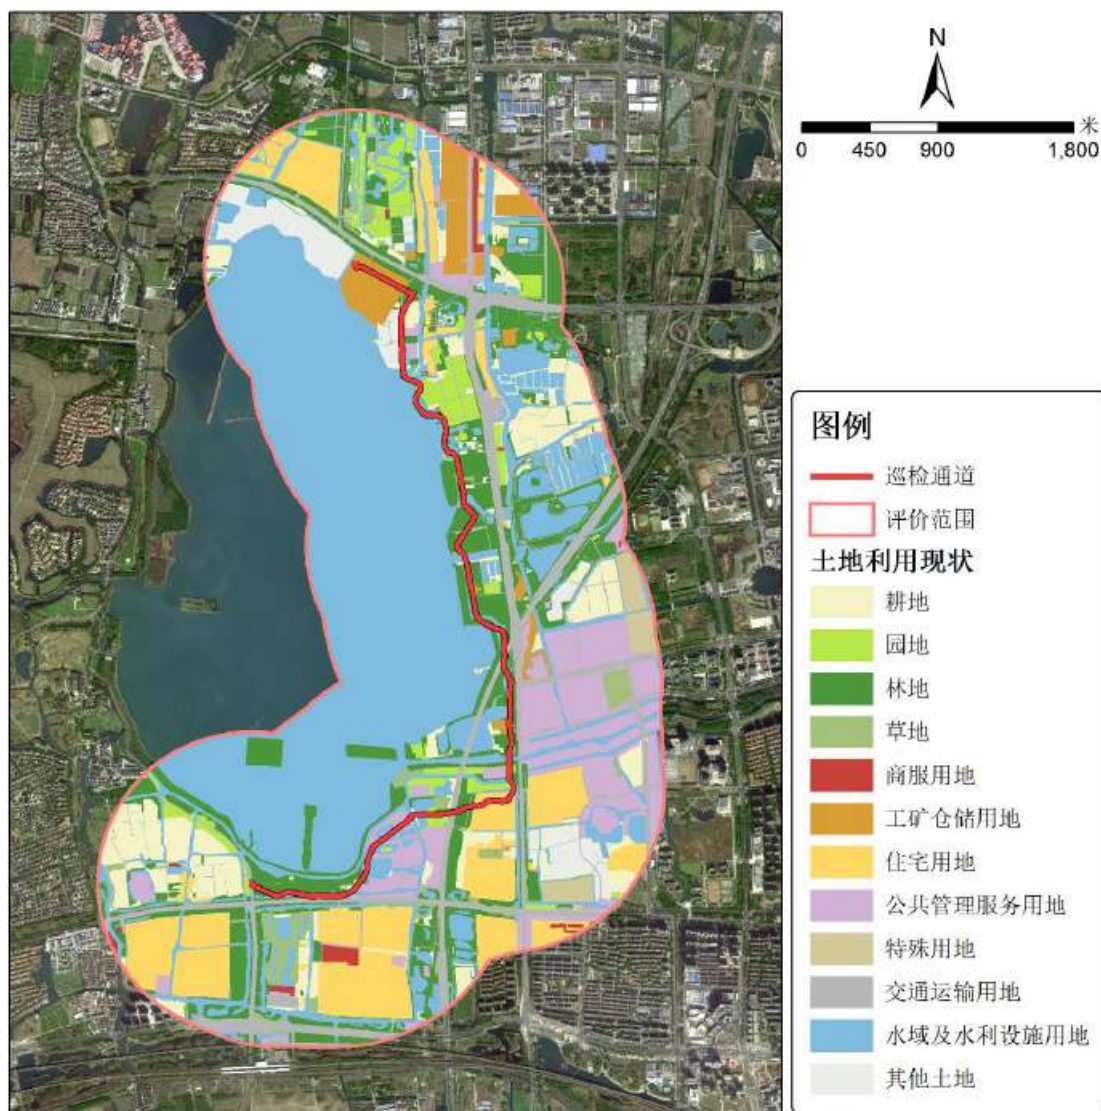 N
米
0 450 900 1,800
图例
巡检通道
评价范围
土地利用现状
耕地
园地
林地
草地
商服用地
工矿仓储用地
住宅用地
公共管理服务用地
特殊用地
交通运输用地
水域及水利设施用地
其他土地